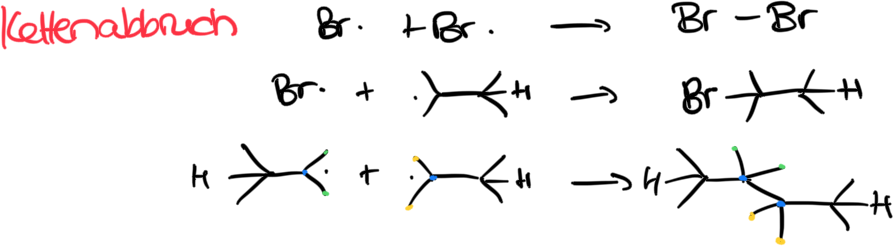 Kettenabbruch Br· + Br· → Br – Br
Br· + · H → Br H
H · + · H → H H